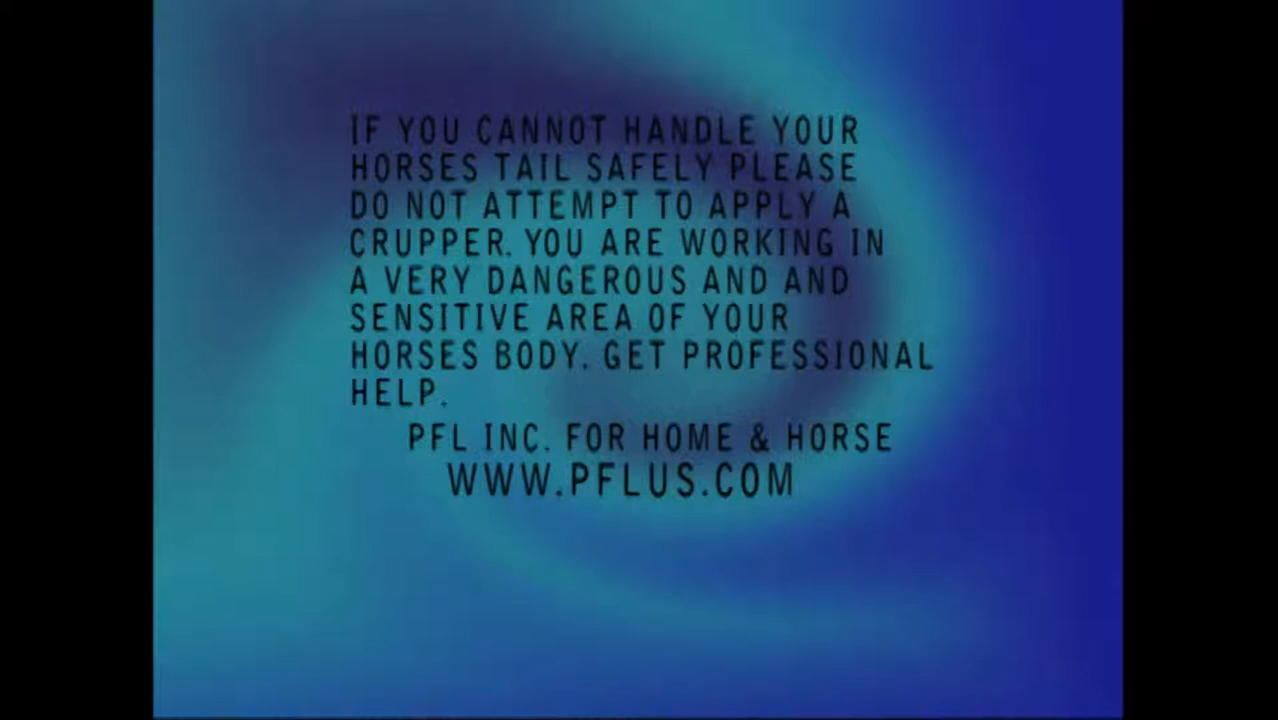 IF YOU CANNOT HANDLE YOUR
HORSES TAIL SAFELY PLEASE
DO NOT ATTEMPT TO APPLY A
CRUPPER. YOU ARE WORKING IN
A VERY DANGEROUS AND AND
SENSITIVE AREA OF YOUR
HORSES BODY. GET PROFESSIONAL
HELP.
PFL INC. FOR HOME & HORSE
WWW.PFLUS.COM